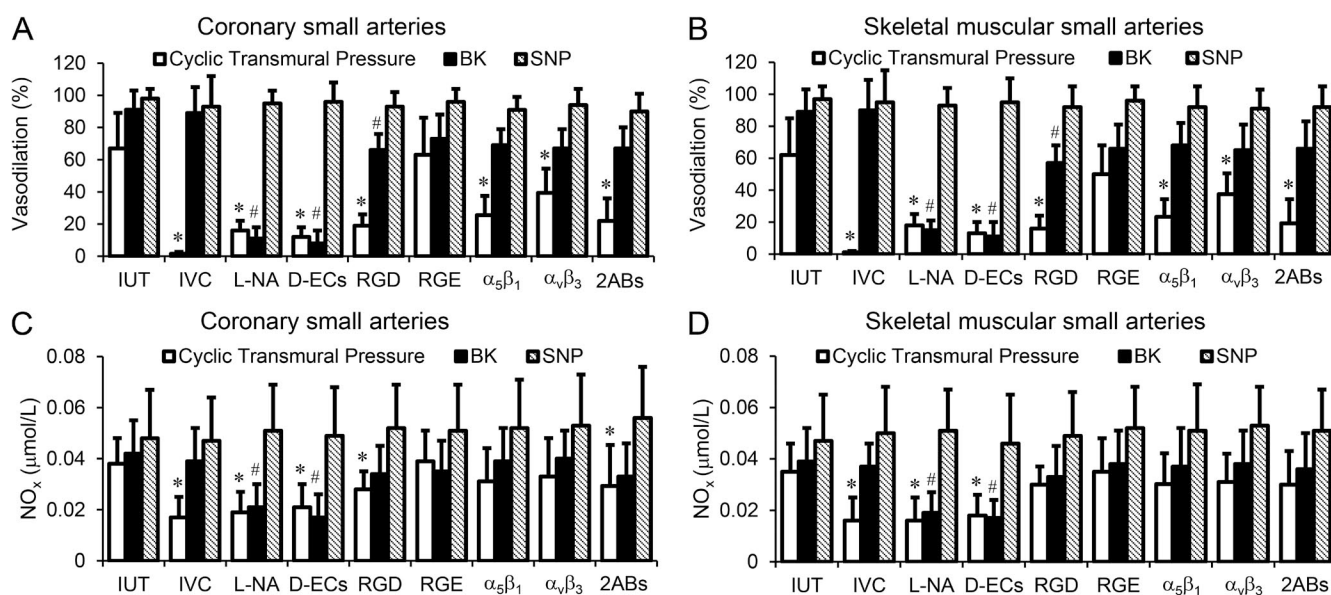 A
Coronary small arteries
Cyclic Transmural Pressure BK SNP
Vasodilation (%)
120
100
80
60
40
20
0
* * # * # * # * * *
IUT IVC L-NA D-ECs RGD RGE α5β1 αvβ3 2ABs
B
Skeletal muscular small arteries
Cyclic Transmural Pressure BK SNP
Vasodialtion (%)
120
100
80
60
40
20
0
* * # * # * # * * *
IUT IVC L-NA D-ECs RGD RGE α5β1 αvβ3 2ABs
C
Coronary small arteries
Cyclic Transmural Pressure BK SNP
NOx (μmol/L)
0.08
0.06
0.04
0.02
0
* * # * # * *
IUT IVC L-NA D-ECs RGD RGE α5β1 αvβ3 2ABs
D
Skeletal muscular small arteries
Cyclic Transmural Pressure BK SNP
NOx (μmol/L)
0.08
0.06
0.04
0.02
0
* * # * #
IUT IVC L-NA D-ECs RGD RGE α5β1 αvβ3 2ABs